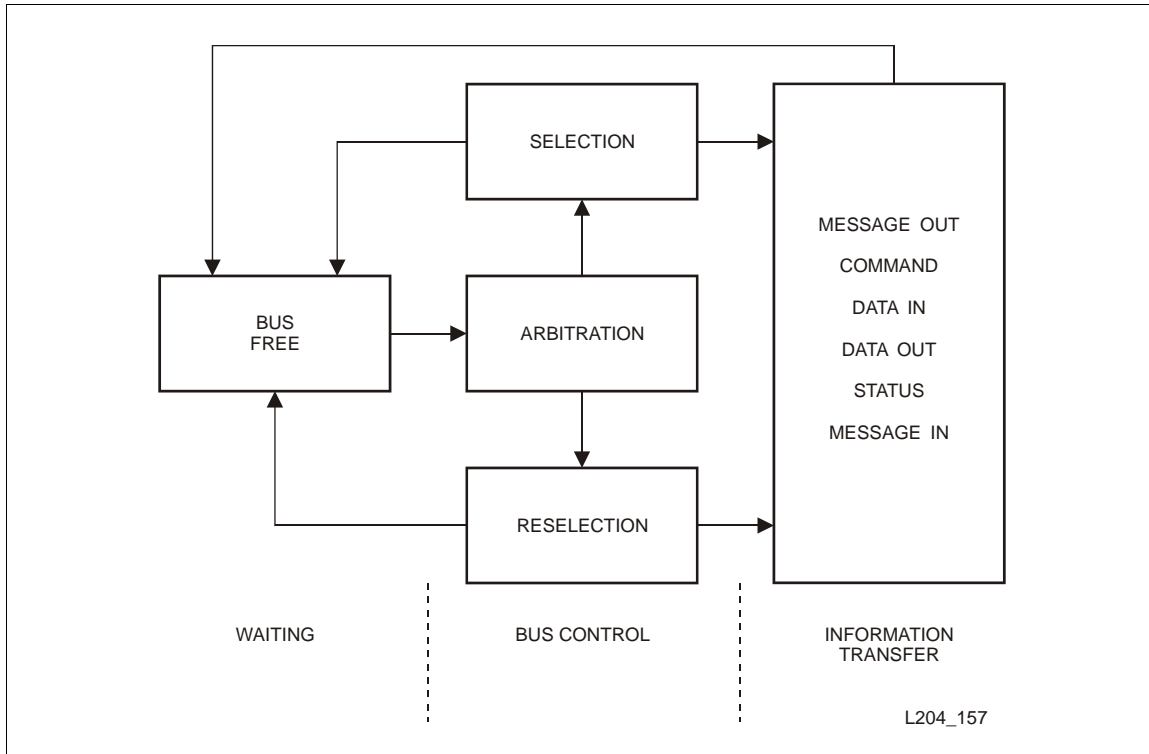 SELECTION
BUS
FREE
ARBITRATION
RESELECTION
MESSAGE OUT
COMMAND
DATA IN
DATA OUT
STATUS
MESSAGE IN
WAITING
BUS CONTROL
INFORMATION
TRANSFER
L204_157